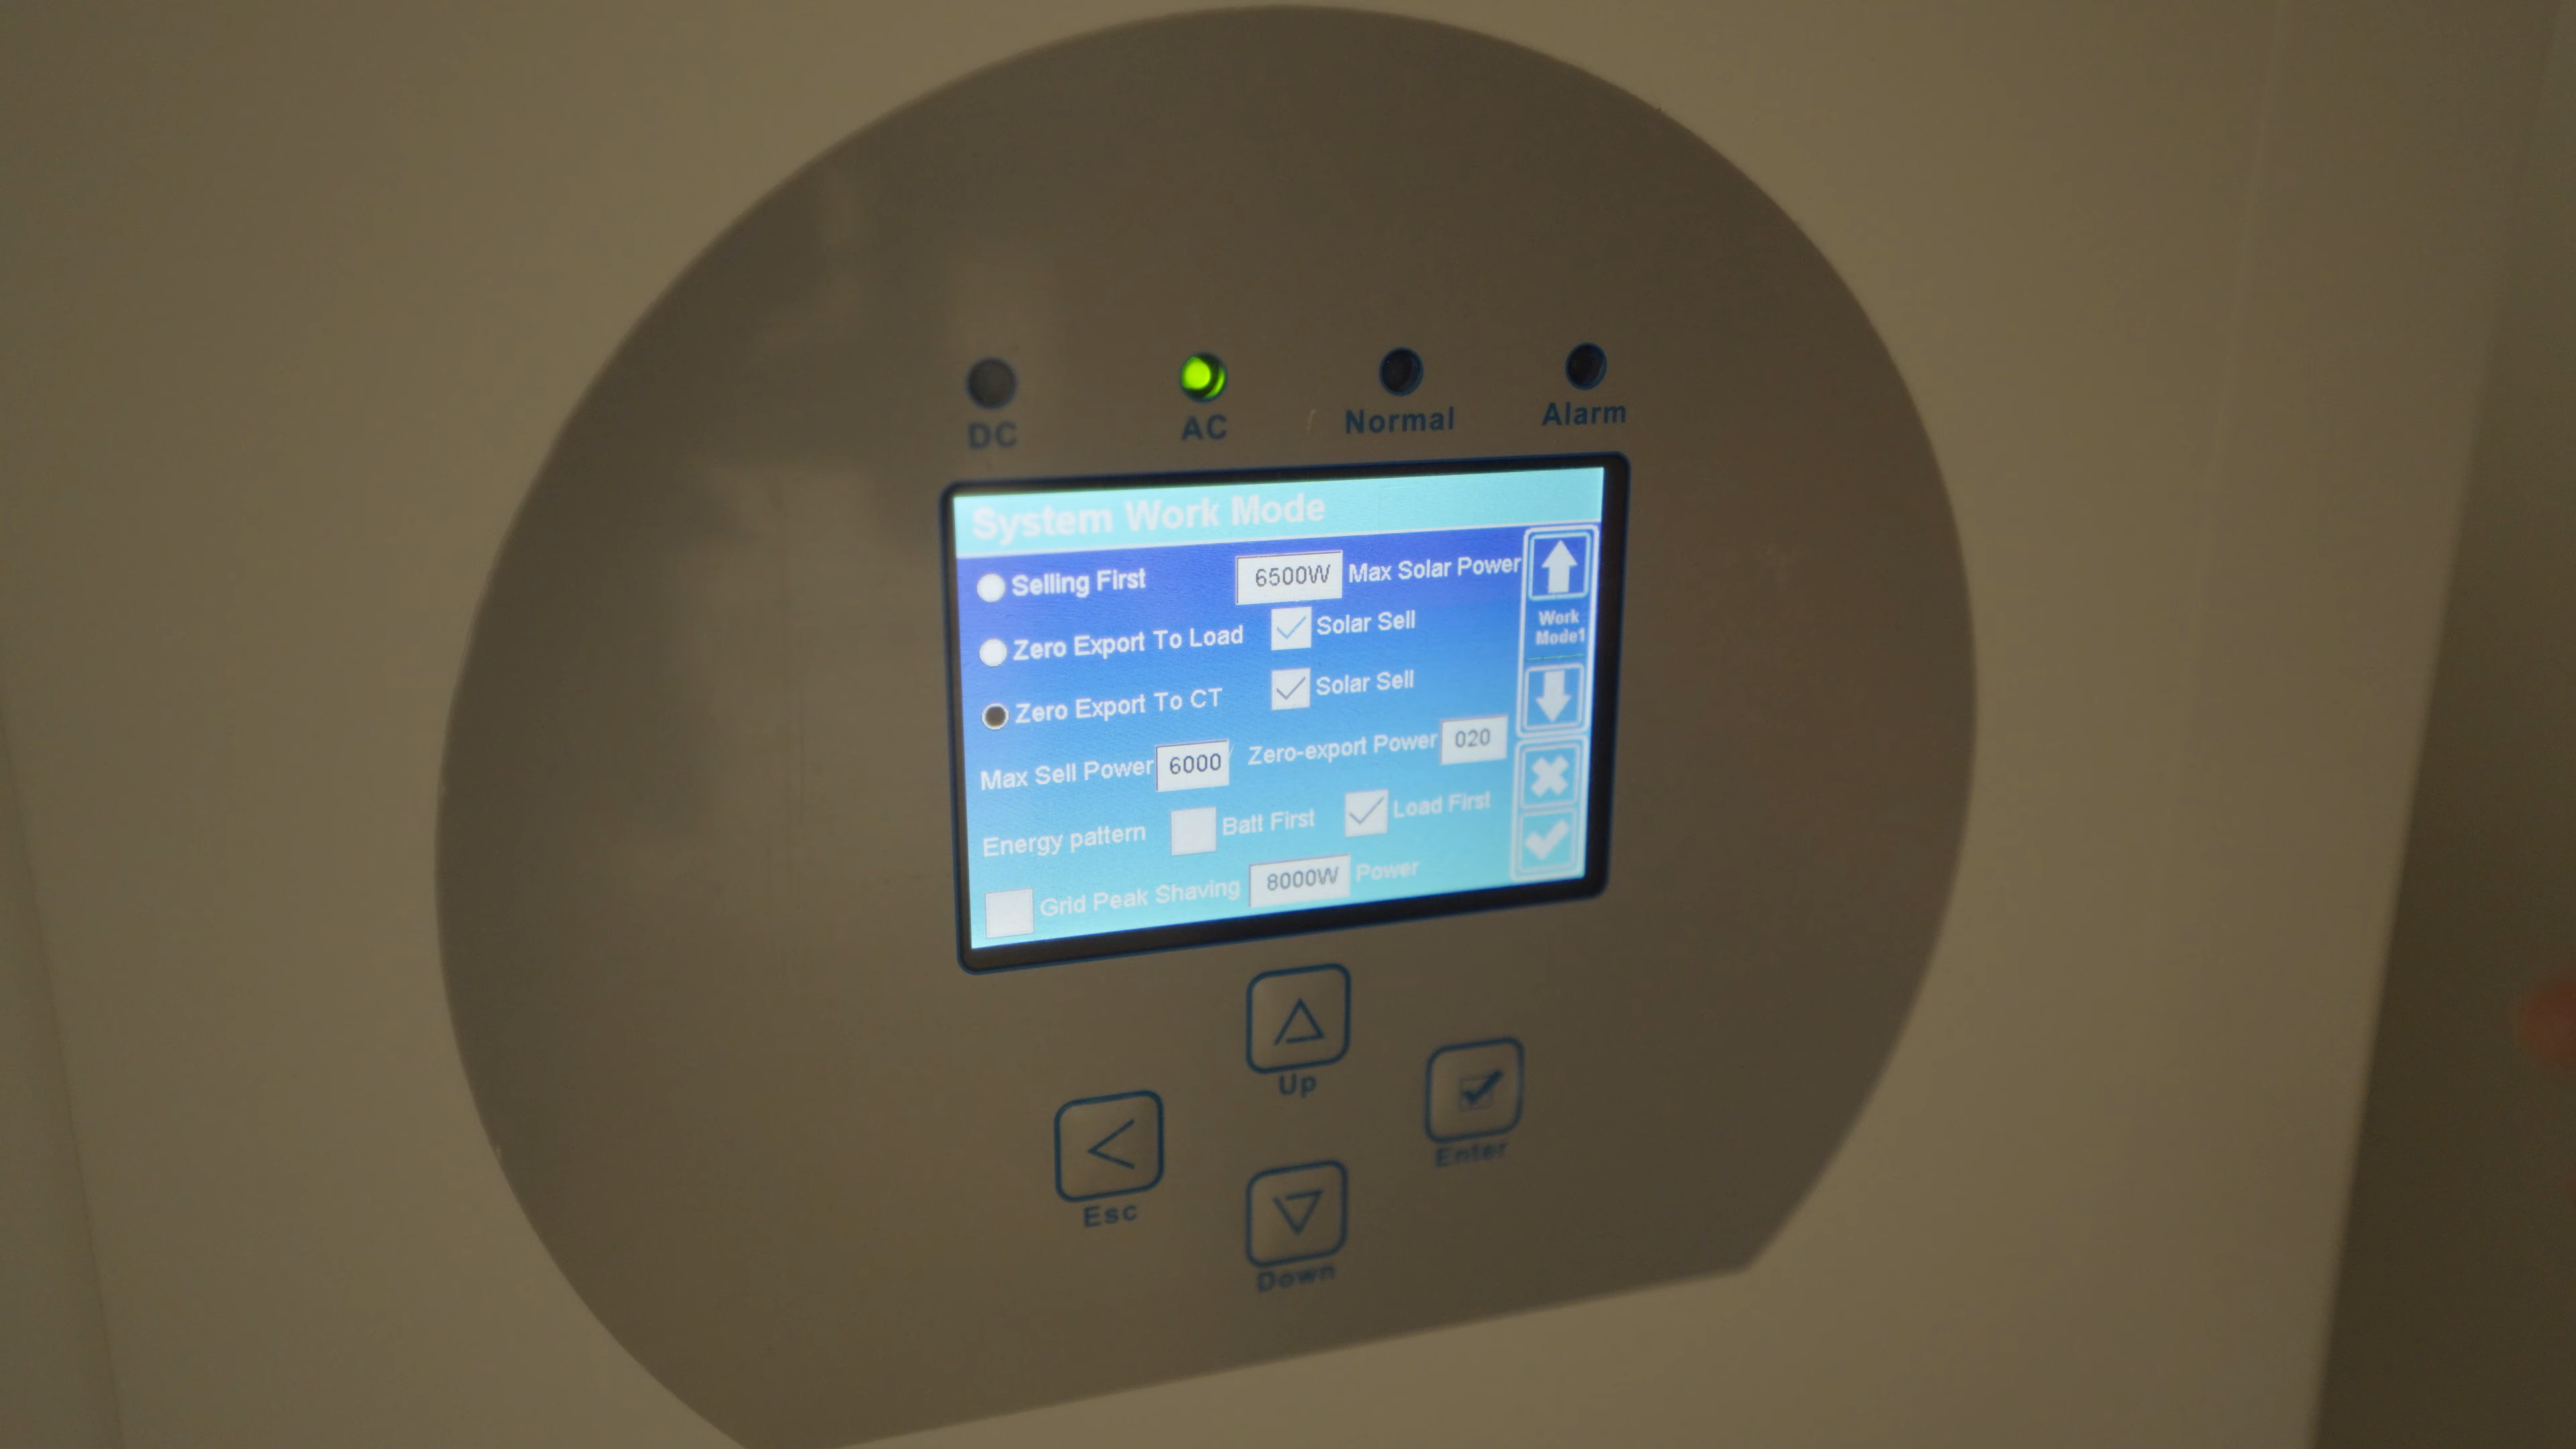 DC AC Normal Alarm
System Work Mode
Selling First 6500W Max Solar Power
Work
Mode1
Zero Export To Load Solar Sell
Zero Export To CT Solar Sell
Max Sell Power 6000 Zero-export Power 020
Energy pattern Batt First Load First
Grid Peak Shaving 8000W Power
Up
Enter
Esc
Down